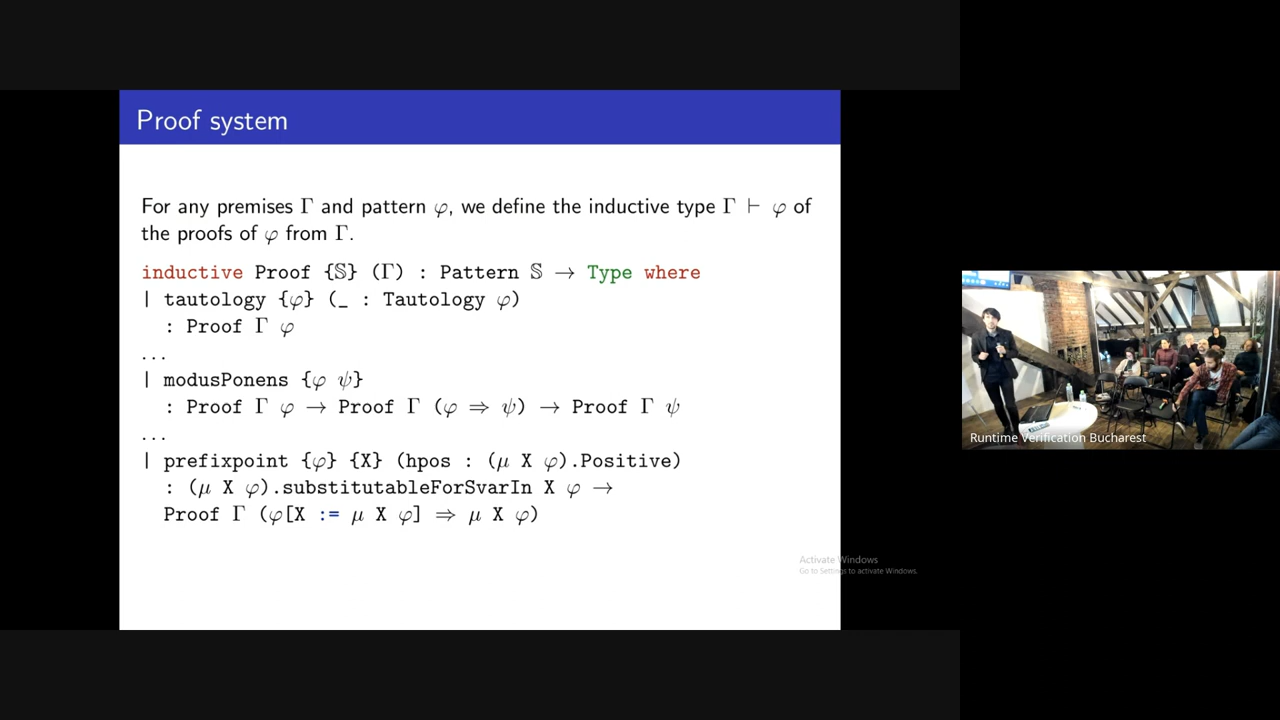 Proof system
For any premises Γ and pattern φ, we define the inductive type Γ ⊢ φ of
the proofs of φ from Γ.
inductive Proof {𝕊} (Γ) : Pattern 𝕊 → Type where
| tautology {φ} (_ : Tautology φ)
: Proof Γ φ
...
| modusPonens {φ ψ}
: Proof Γ φ → Proof Γ (φ ⇒ ψ) → Proof Γ ψ
...
| prefixpoint {φ} {X} (hpos : (μ X φ).Positive)
: (μ X φ).substitutableForSvarIn X φ →
Proof Γ (φ[X := μ X φ] ⇒ μ X φ)
Activate Windows
Go to Settings to activate Windows.
Runtime Verification Bucharest